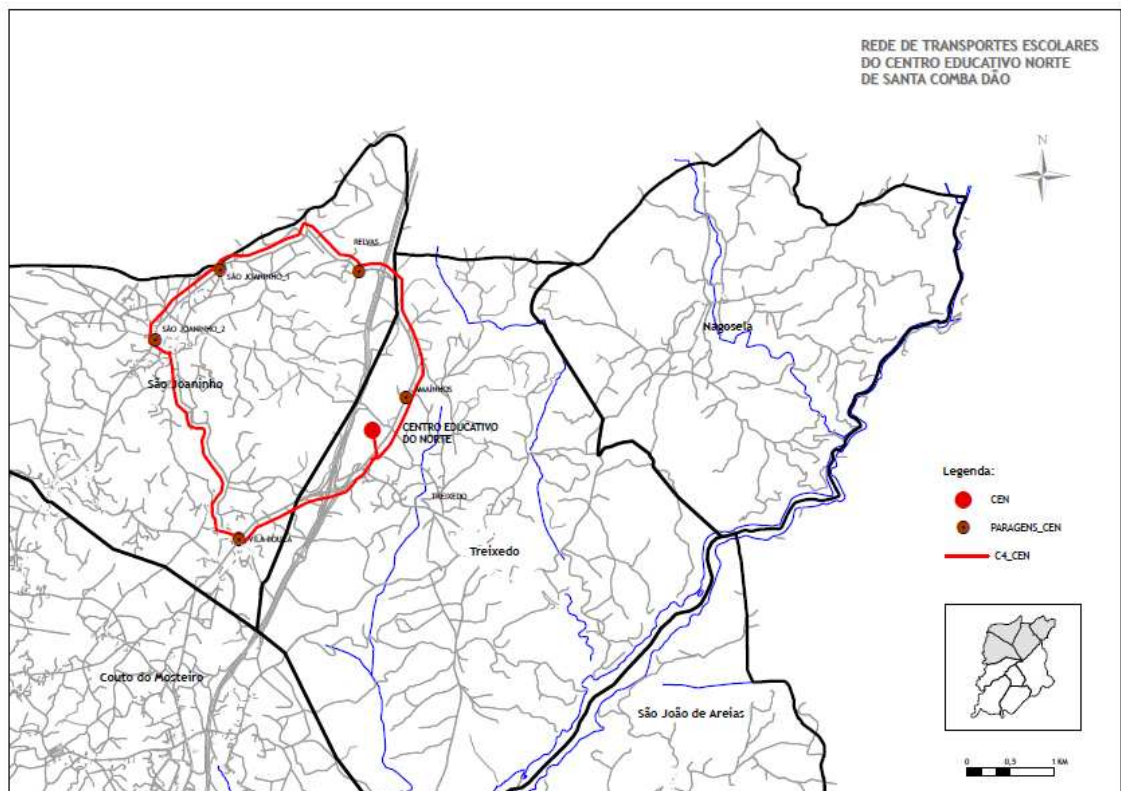 REDE DE TRANSPORTES ESCOLARES
DO CENTRO EDUCATIVO NORTE
DE SANTA COMBA DÃO
N
RELVAS
SÃO JOANINHO_1
SÃO JOANINHO_2
Nagosela
São Joaninho
CENTRO EDUCATIVO
DO NORTE
TREIXEDO
Legenda:
CEN
PARAGENS_CEN
C4_CEN
Treixedo
Couto do Mosteiro
São João de Areias
0 0,5 1 KM